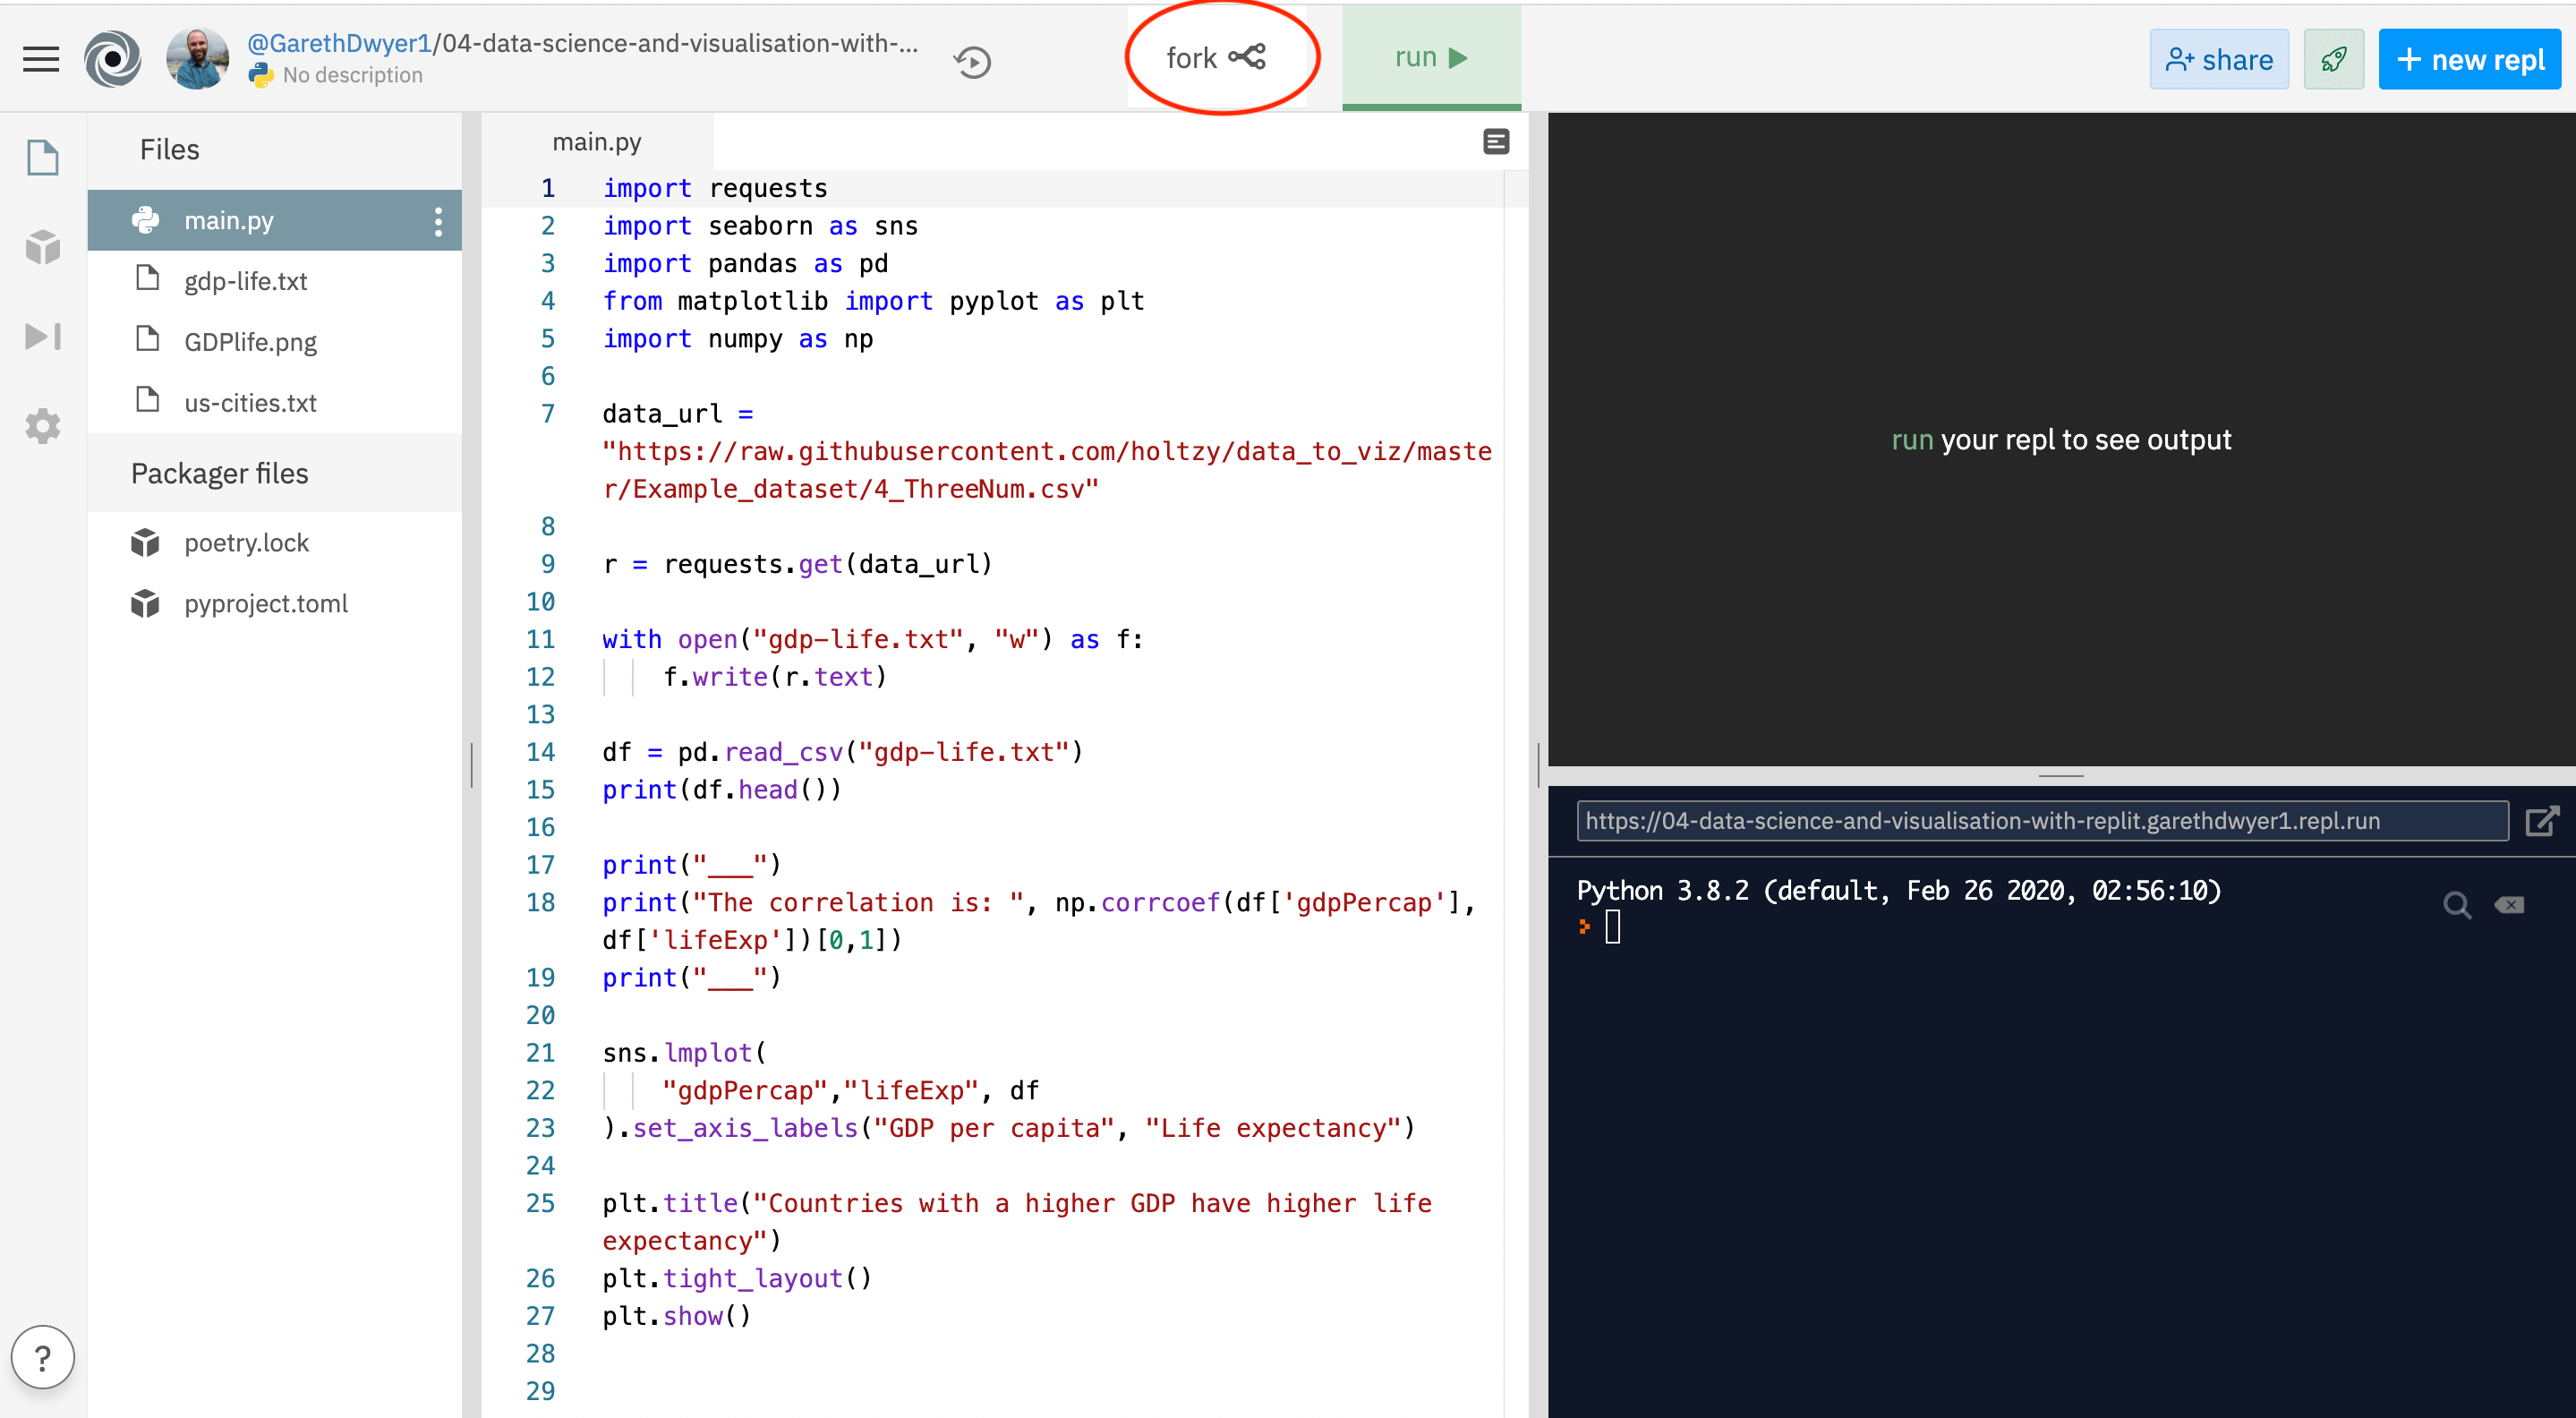 @GarethDwyer1/04-data-science-and-visualisation-with-...
No description
fork
run
share
+ new repl
Files
main.py
gdp-life.txt
GDPlife.png
us-cities.txt
Packager files
poetry.lock
pyproject.toml
?
main.py
1 import requests
2 import seaborn as sns
3 import pandas as pd
4 from matplotlib import pyplot as plt
5 import numpy as np
6
7 data_url =
"https://raw.githubusercontent.com/holtzy/data_to_viz/maste
r/Example_dataset/4_ThreeNum.csv"
8
9 r = requests.get(data_url)
10
11 with open("gdp-life.txt", "w") as f:
12     f.write(r.text)
13
14 df = pd.read_csv("gdp-life.txt")
15 print(df.head())
16
17 print("___")
18 print("The correlation is: ", np.corrcoef(df['gdpPercap'],
df['lifeExp'])[0,1])
19 print("___")
20
21 sns.lmplot(
22     "gdpPercap","lifeExp", df
23 ).set_axis_labels("GDP per capita", "Life expectancy")
24
25 plt.title("Countries with a higher GDP have higher life
expectancy")
26 plt.tight_layout()
27 plt.show()
28
29
run your repl to see output
https://04-data-science-and-visualisation-with-replit.garethdwyer1.repl.run
Python 3.8.2 (default, Feb 26 2020, 02:56:10)